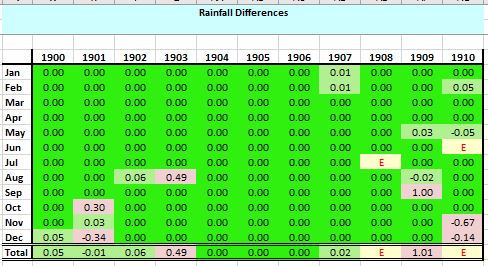 Rainfall Differences
1900 1901 1902 1903 1904 1905 1906 1907 1908 1909 1910
Jan 0.00 0.00 0.00 0.00 0.00 0.00 0.00 0.01 0.00 0.00 0.00
Feb 0.00 0.00 0.00 0.00 0.00 0.00 0.00 0.01 0.00 0.00 0.05
Mar 0.00 0.00 0.00 0.00 0.00 0.00 0.00 0.00 0.00 0.00 0.00
Apr 0.00 0.00 0.00 0.00 0.00 0.00 0.00 0.00 0.00 0.00 0.00
May 0.00 0.00 0.00 0.00 0.00 0.00 0.00 0.00 0.00 0.03 -0.05
Jun 0.00 0.00 0.00 0.00 0.00 0.00 0.00 0.00 0.00 0.00 E
Jul 0.00 0.00 0.00 0.00 0.00 0.00 0.00 0.00 E 0.00 0.00
Aug 0.00 0.00 0.06 0.49 0.00 0.00 0.00 0.00 0.00 -0.02 0.00
Sep 0.00 0.00 0.00 0.00 0.00 0.00 0.00 0.00 0.00 1.00 0.00
Oct 0.00 0.30 0.00 0.00 0.00 0.00 0.00 0.00 0.00 0.00 0.00
Nov 0.00 0.03 0.00 0.00 0.00 0.00 0.00 0.00 0.00 0.00 -0.67
Dec 0.05 -0.34 0.00 0.00 0.00 0.00 0.00 0.00 0.00 0.00 -0.14
Total 0.05 -0.01 0.06 0.49 0.00 0.00 0.00 0.02 E 1.01 E